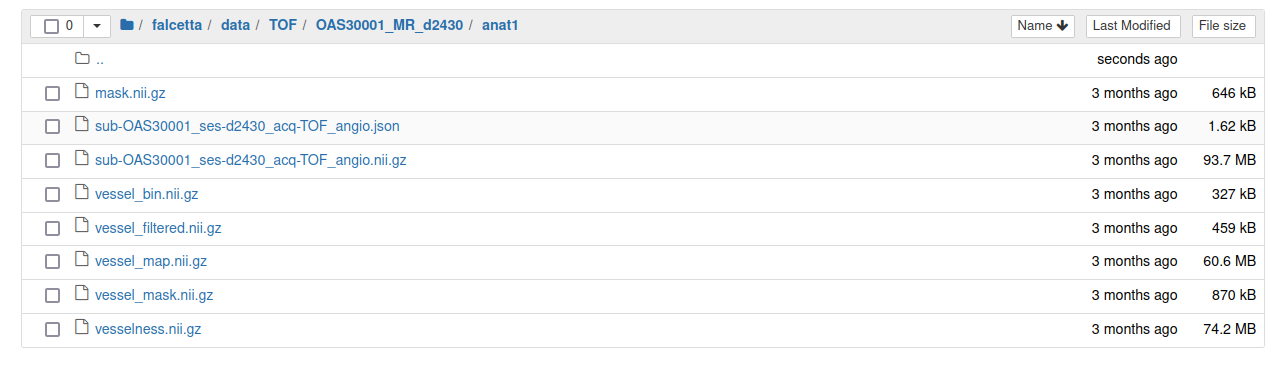 0 / falcetta / data / TOF / OAS30001_MR_d2430 / anat1 Name Last Modified File size
.. seconds ago
mask.nii.gz 3 months ago 646 kB
sub-OAS30001_ses-d2430_acq-TOF_angio.json 3 months ago 1.62 kB
sub-OAS30001_ses-d2430_acq-TOF_angio.nii.gz 3 months ago 93.7 MB
vessel_bin.nii.gz 3 months ago 327 kB
vessel_filtered.nii.gz 3 months ago 459 kB
vessel_map.nii.gz 3 months ago 60.6 MB
vessel_mask.nii.gz 3 months ago 870 kB
vesselness.nii.gz 3 months ago 74.2 MB